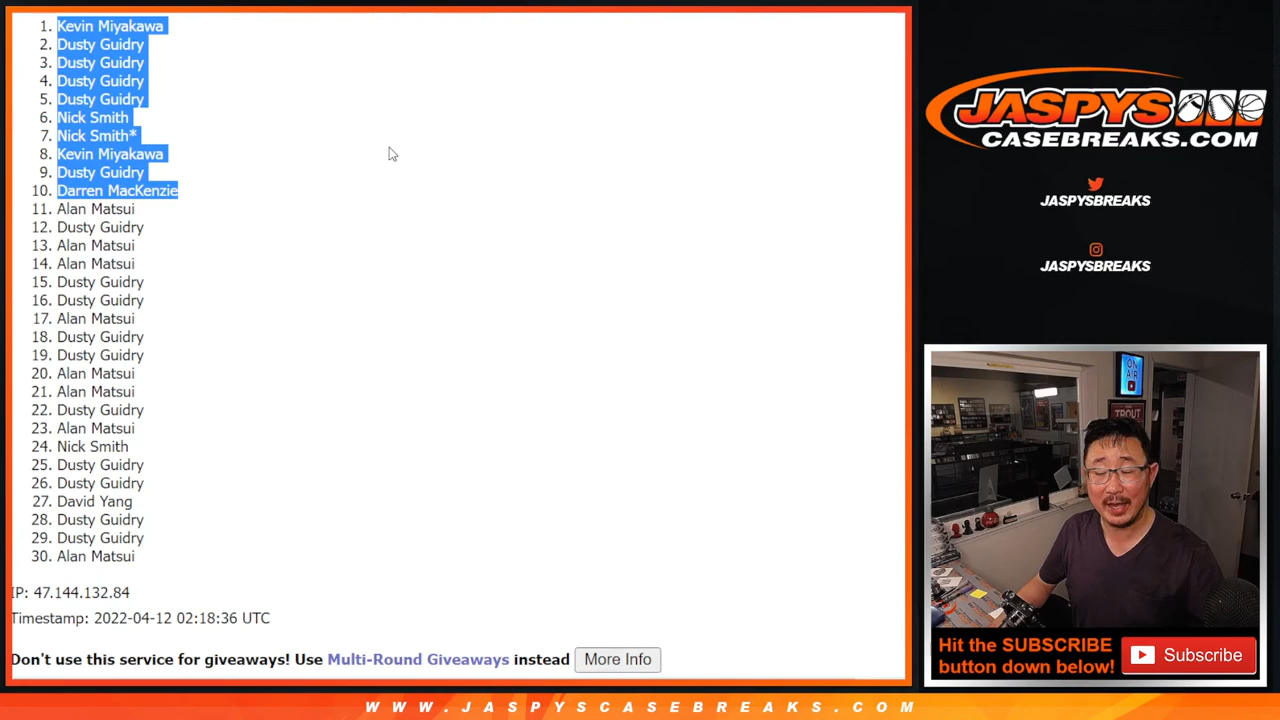 1. Kevin Miyakawa
2. Dusty Guidry
3. Dusty Guidry
4. Dusty Guidry
5. Dusty Guidry
6. Nick Smith
7. Nick Smith*
8. Kevin Miyakawa
9. Dusty Guidry
10. Darren MacKenzie
11. Alan Matsui
12. Dusty Guidry
13. Alan Matsui
14. Alan Matsui
15. Dusty Guidry
16. Dusty Guidry
17. Alan Matsui
18. Dusty Guidry
19. Dusty Guidry
20. Alan Matsui
21. Alan Matsui
22. Dusty Guidry
23. Alan Matsui
24. Nick Smith
25. Dusty Guidry
26. Dusty Guidry
27. David Yang
28. Dusty Guidry
29. Dusty Guidry
30. Alan Matsui
IP: 47.144.132.84
Timestamp: 2022-04-12 02:18:36 UTC
Don't use this service for giveaways! Use Multi-Round Giveaways instead More Info
JASPYS
CASEBREAKS.COM
JASPYSBREAKS
JASPYSBREAKS
ON
AIR
TROUT
Hit the SUBSCRIBE
button down below!
Subscribe
WWW.JASPYSCASEBREAKS.COM